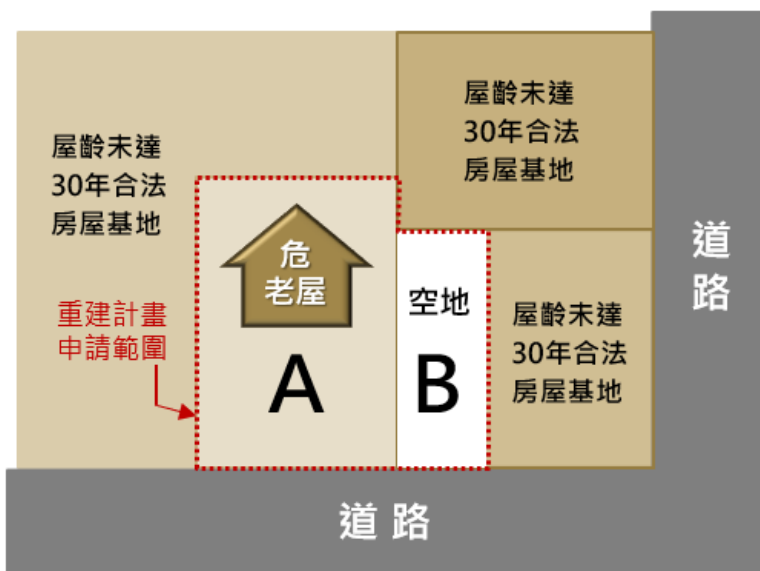 屋齡未達
30年合法
房屋基地
屋齡未達
30年合法
房屋基地
危
老屋
重建計畫
申請範圍
A
空地
B
屋齡未達
30年合法
房屋基地
道
路
道路